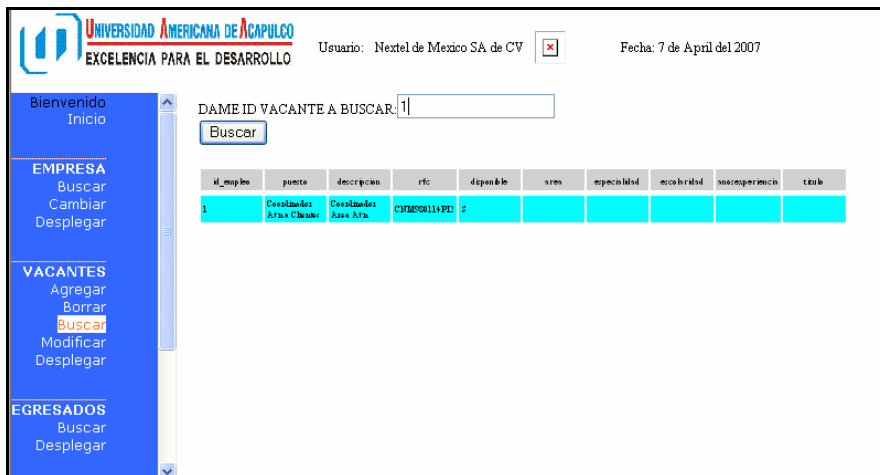 UNIVERSIDAD AMERICANA DE ACAPULCO
EXCELENCIA PARA EL DESARROLLO
Usuario: Nextel de Mexico SA de CV
Fecha: 7 de April del 2007
Bienvenido
Inicio
EMPRESA
Buscar
Cambiar
Desplegar
VACANTES
Agregar
Borrar
Buscar
Modificar
Desplegar
EGRESADOS
Buscar
Desplegar
DAME ID VACANTE A BUSCAR: 1
Buscar
id_empleo puesto descripcion rfc disponible area especialidad escolaridad anosexperiencia titulo
1 Coordinador Coordinador
Area